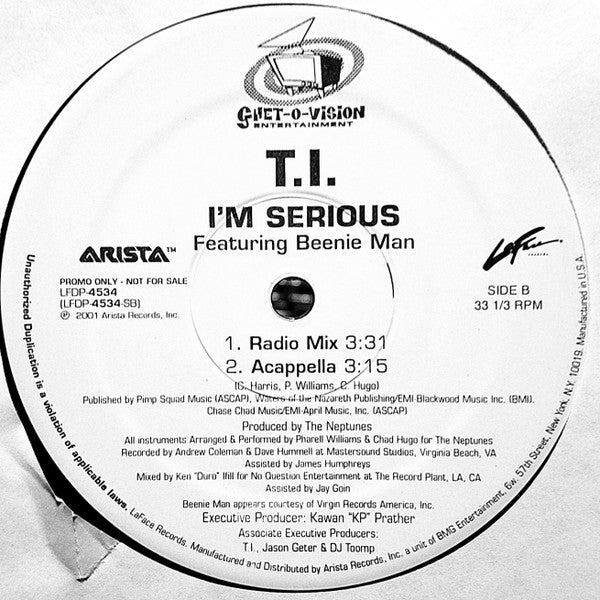 GHET-O-VISION
ENTERTAINMENT
T.I.
I'M SERIOUS
Featuring Beenie Man
ARISTA™
LaFace
records
PROMO ONLY - NOT FOR SALE
LFDP-4534
(LFDP-4534-SB)
℗ 2001 Arista Records, Inc.
SIDE B
33 1/3 RPM
1. Radio Mix 3:31
2. Acappella 3:15
(C. Harris, P. Williams, C. Hugo)
Published by Pimp Squad Music (ASCAP), Waters of the Nazareth Publishing/EMI-Blackwood Music Inc. (BMI),
Chase Chad Music/EMI-April Music, Inc. (ASCAP)
Produced by The Neptunes
All instruments Arranged & Performed by Pharell Williams & Chad Hugo for The Neptunes
Recorded by Andrew Coleman & Dave Hummell at Mastersound Studios, Virginia Beach, VA
Assisted by James Humphreys
Mixed by Ken "Duro" Ifill for No Question Entertainment at The Record Plant, LA, CA
Assisted by Jay Goin
Beenie Man appears courtesy of Virgin Records America, Inc.
Executive Producer: Kawan "KP" Prather
Associate Executive Producers:
T.I., Jason Geter & DJ Toomp
Unauthorized Duplication is a violation of applicable laws. LaFace Records. Manufactured and Distributed by Arista Records, Inc. a unit of BMG Entertainment, 6w. 57th Street, New York, N.Y. 10019. Manufactured in U.S.A.